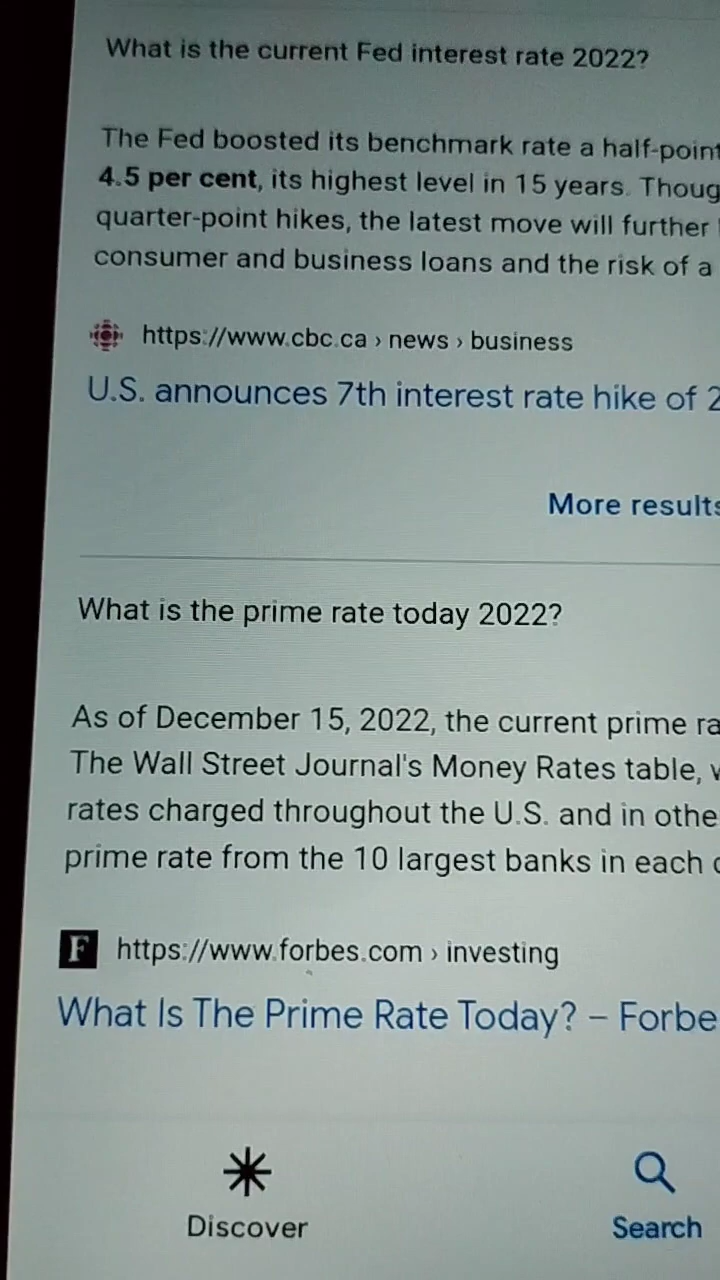 What is the current Fed interest rate 2022?
The Fed boosted its benchmark rate a half-point
4.5 per cent, its highest level in 15 years. Thoug
quarter-point hikes, the latest move will further
consumer and business loans and the risk of a
https://www.cbc.ca › news › business
U.S. announces 7th interest rate hike of 2
More results
What is the prime rate today 2022?
As of December 15, 2022, the current prime ra
The Wall Street Journal's Money Rates table, w
rates charged throughout the U.S. and in othe
prime rate from the 10 largest banks in each c
F https://www.forbes.com › investing
What Is The Prime Rate Today? – Forbe
Discover
Search